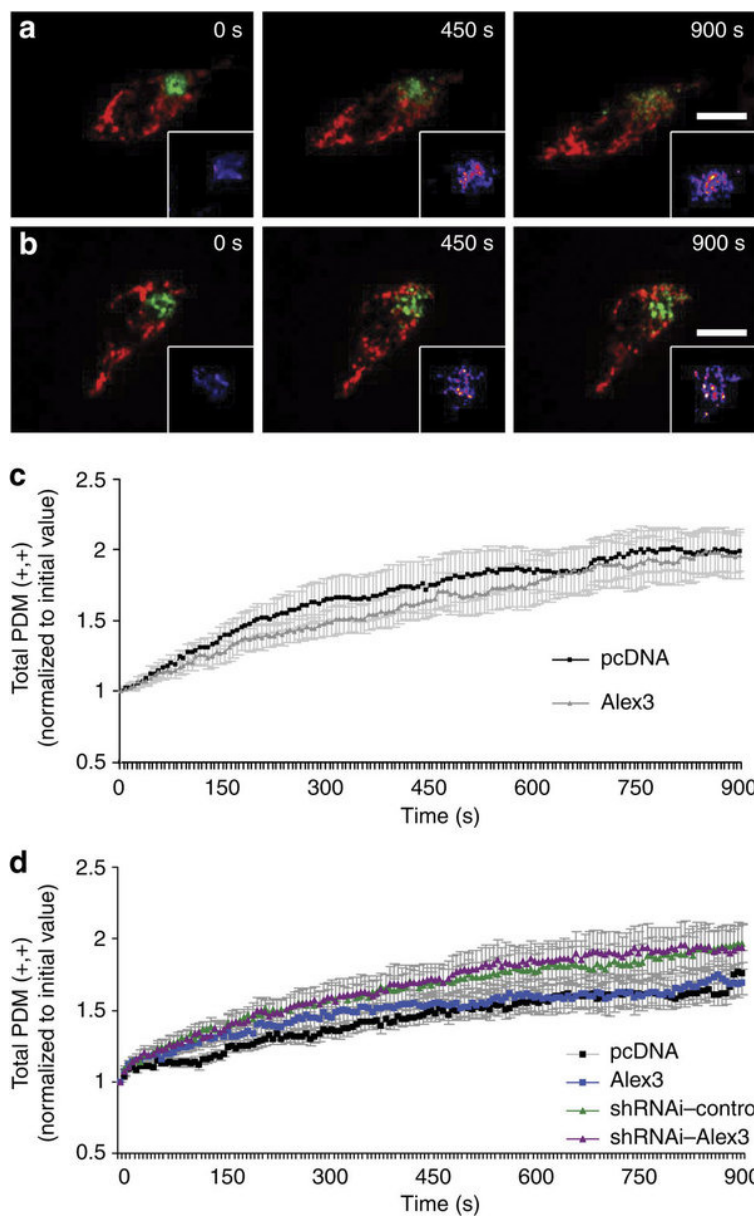 a 0 s 450 s 900 s
b 0 s 450 s 900 s
c
Total PDM (+,+)
(normalized to initial value)
2.5
2
1.5
1
0.5
pcDNA
Alex3
0 150 300 450 600 750 900
Time (s)
d
Total PDM (+,+)
(normalized to initial value)
2.5
2
1.5
1
0.5
pcDNA
Alex3
shRNAi–contro
shRNAi–Alex3
0 150 300 450 600 750 900
Time (s)